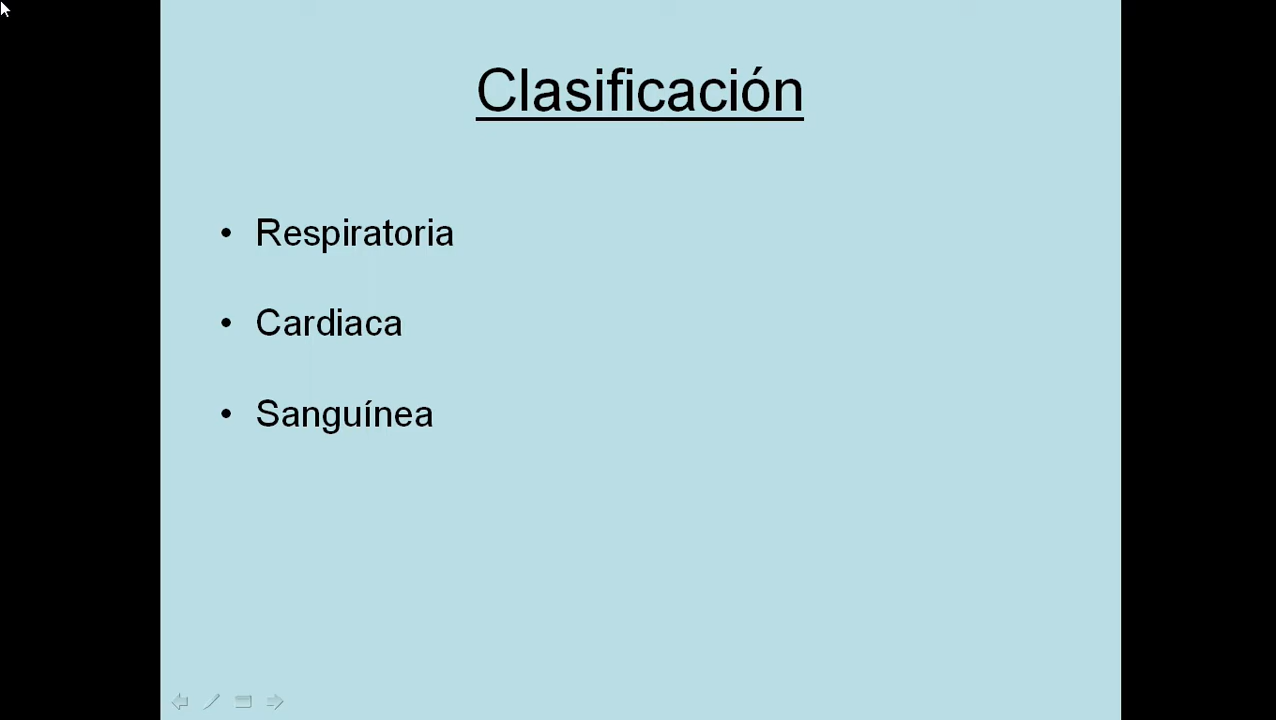 Clasificación
• Respiratoria
• Cardiaca
• Sanguínea